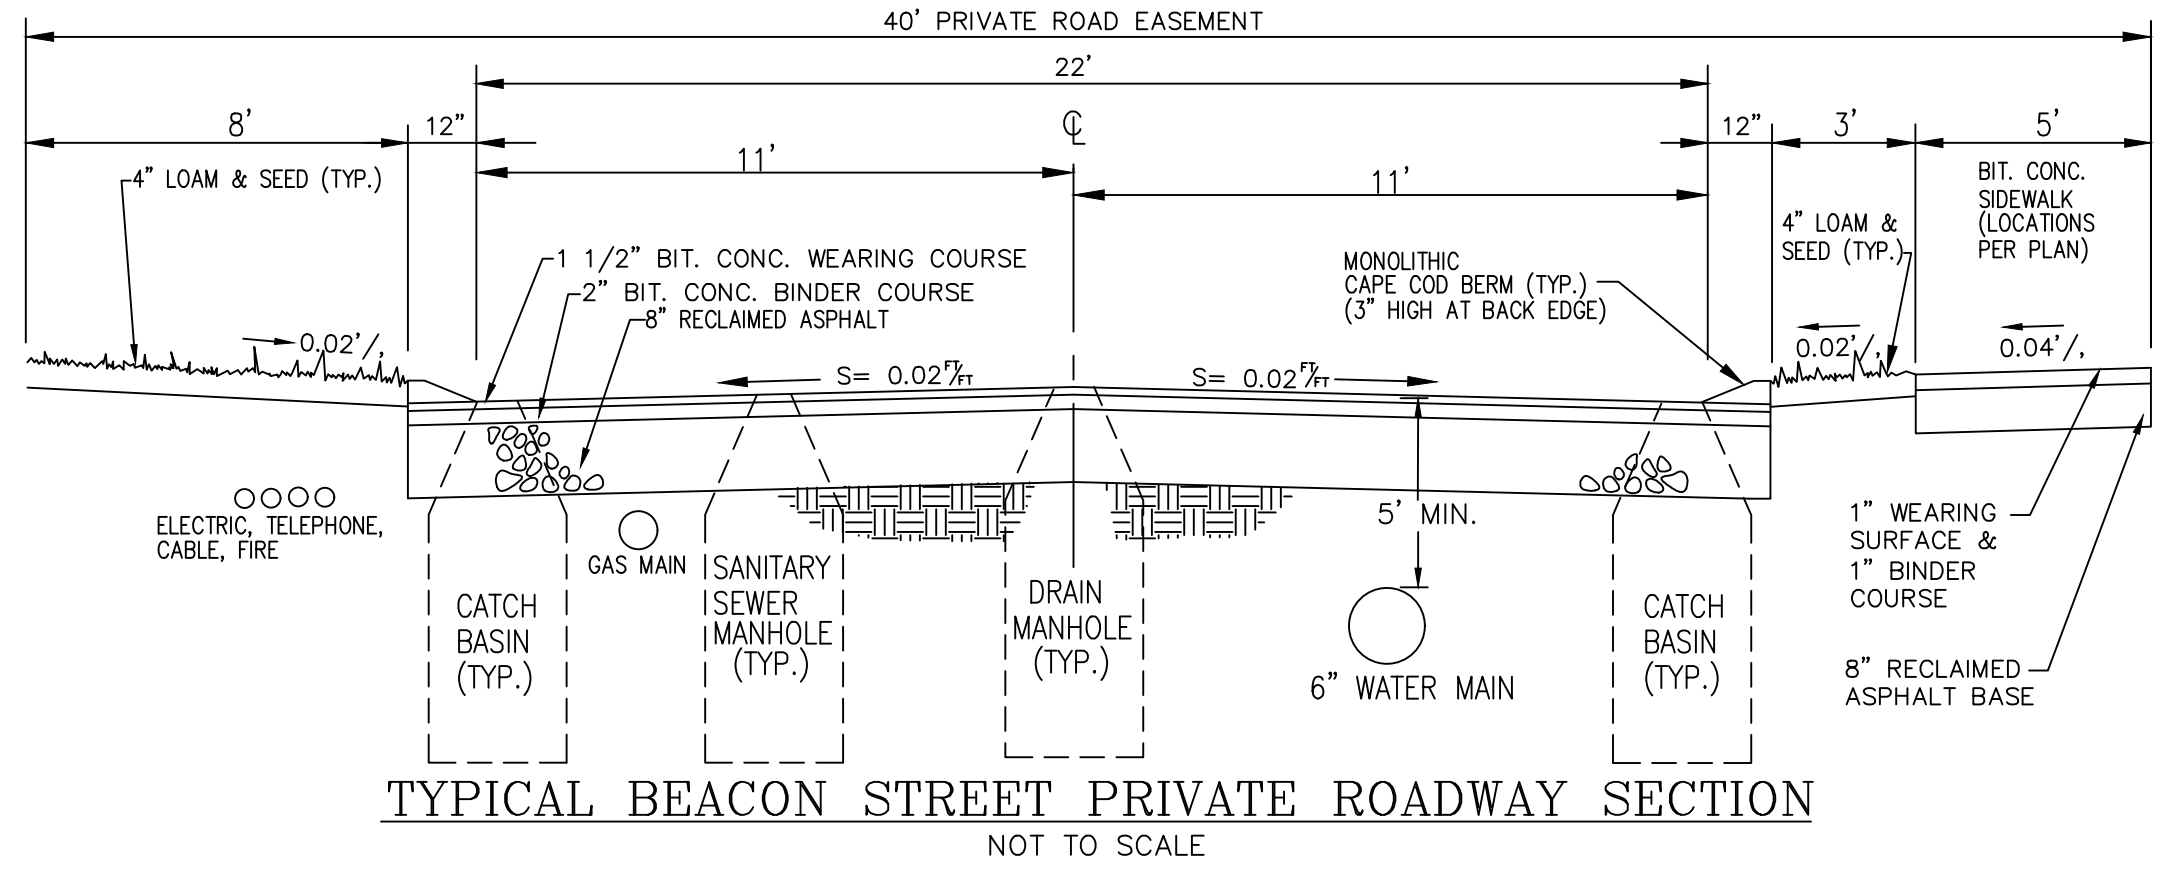 40' PRIVATE ROAD EASEMENT
22'
8'
12"
℄
12"
3'
5'
11'
11'
4" LOAM & SEED (TYP.)
BIT. CONC.
SIDEWALK
(LOCATIONS
PER PLAN)
4" LOAM &
SEED (TYP.)
1 1/2" BIT. CONC. WEARING COURSE
2" BIT. CONC. BINDER COURSE
8" RECLAIMED ASPHALT
MONOLITHIC
CAPE COD BERM (TYP.)
(3" HIGH AT BACK EDGE)
0.02'/,
S= 0.02 FT/FT
S= 0.02 FT/FT
0.02'/,
0.04'/,
ELECTRIC, TELEPHONE,
CABLE, FIRE
GAS MAIN
5' MIN.
1" WEARING
SURFACE &
1" BINDER
COURSE
CATCH
BASIN
(TYP.)
SANITARY
SEWER
MANHOLE
(TYP.)
DRAIN
MANHOLE
(TYP.)
6" WATER MAIN
CATCH
BASIN
(TYP.)
8" RECLAIMED
ASPHALT BASE
TYPICAL BEACON STREET PRIVATE ROADWAY SECTION
NOT TO SCALE